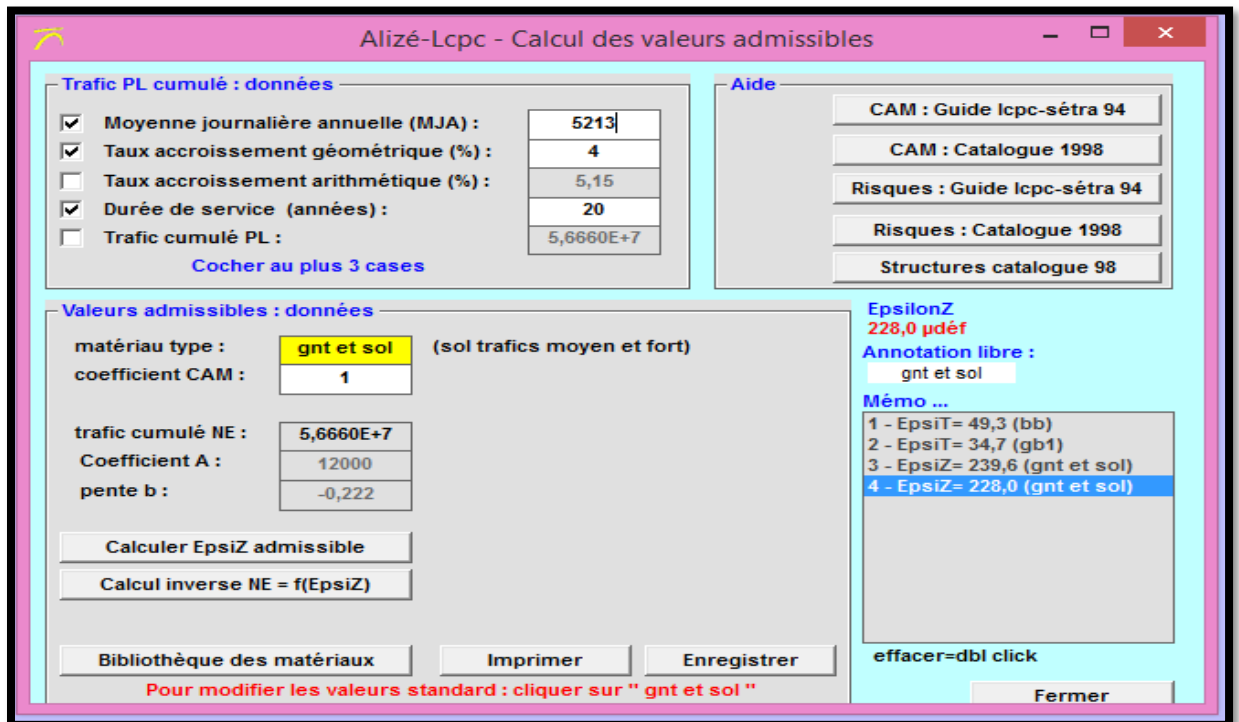 Alizé-Lcpc - Calcul des valeurs admissibles
Trafic PL cumulé : données
Moyenne journalière annuelle (MJA) : 5213
Taux accroissement géométrique (%) : 4
Taux accroissement arithmétique (%) : 5,15
Durée de service (années) : 20
Trafic cumulé PL : 5,6660E+7
Cocher au plus 3 cases
Aide
CAM : Guide lcpc-sétra 94
CAM : Catalogue 1998
Risques : Guide lcpc-sétra 94
Risques : Catalogue 1998
Structures catalogue 98
Valeurs admissibles : données
matériau type : gnt et sol (sol trafics moyen et fort)
coefficient CAM : 1
trafic cumulé NE : 5,6660E+7
Coefficient A : 12000
pente b : -0,222
Calculer EpsiZ admissible
Calcul inverse NE = f(EpsiZ)
Bibliothèque des matériaux
Imprimer
Enregistrer
Pour modifier les valeurs standard : cliquer sur " gnt et sol "
EpsilonZ
228,0 µdéf
Annotation libre :
gnt et sol
Mémo ...
1 - EpsiT= 49,3 (bb)
2 - EpsiT= 34,7 (gb1)
3 - EpsiZ= 239,6 (gnt et sol)
4 - EpsiZ= 228,0 (gnt et sol)
effacer=dbl click
Fermer